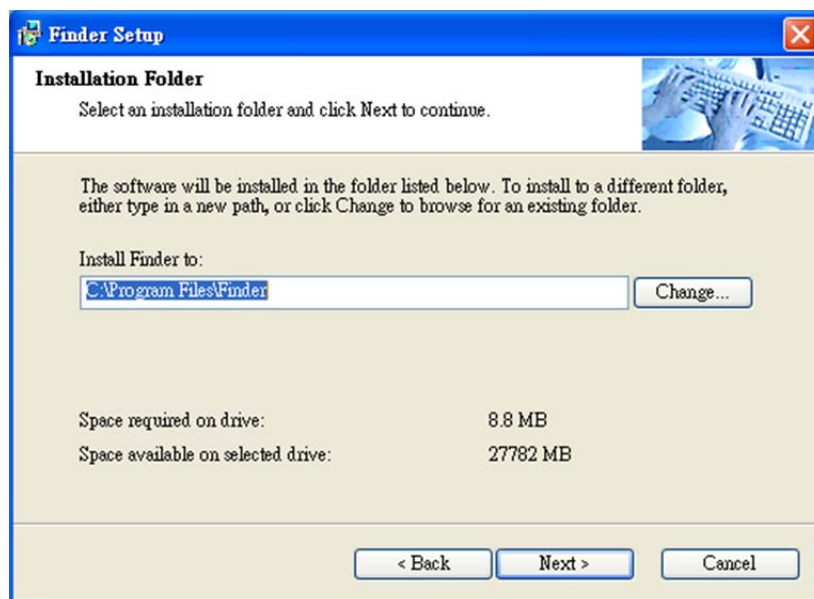 Finder Setup
Installation Folder
Select an installation folder and click Next to continue.
The software will be installed in the folder listed below. To install to a different folder,
either type in a new path, or click Change to browse for an existing folder.
Install Finder to:
C:\Program Files\Finder
Change...
Space required on drive: 8.8 MB
Space available on selected drive: 27782 MB
< Back Next > Cancel